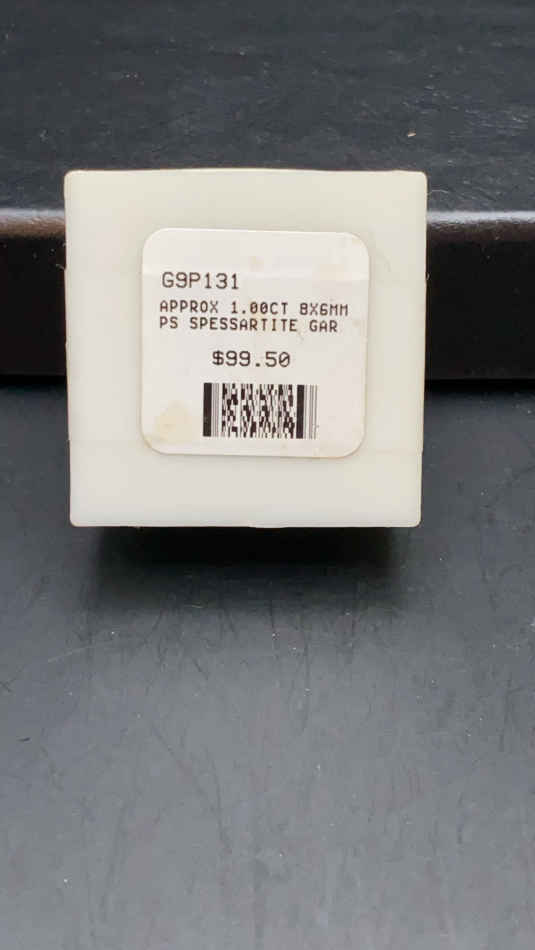 G9P131
APPROX 1.00CT 8X6MM
PS SPESSARTITE GAR
$99.50